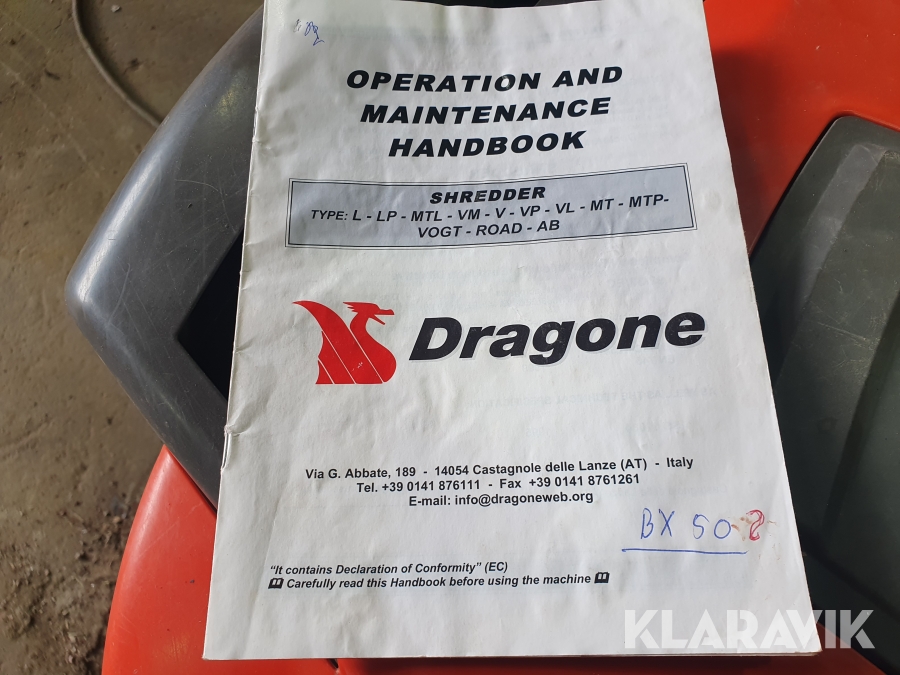 OPERATION AND
MAINTENANCE
HANDBOOK
SHREDDER
TYPE: L - LP - MTL - VM - V - VP - VL - MT - MTP-
VOGT - ROAD - AB
Dragone
Via G. Abbate, 189 - 14054 Castagnole delle Lanze (AT) - Italy
Tel. +39 0141 876111 - Fax +39 0141 8761261
E-mail: info@dragoneweb.org
BX 50
"It contains Declaration of Conformity" (EC)
Carefully read this Handbook before using the machine
KLARAVIK